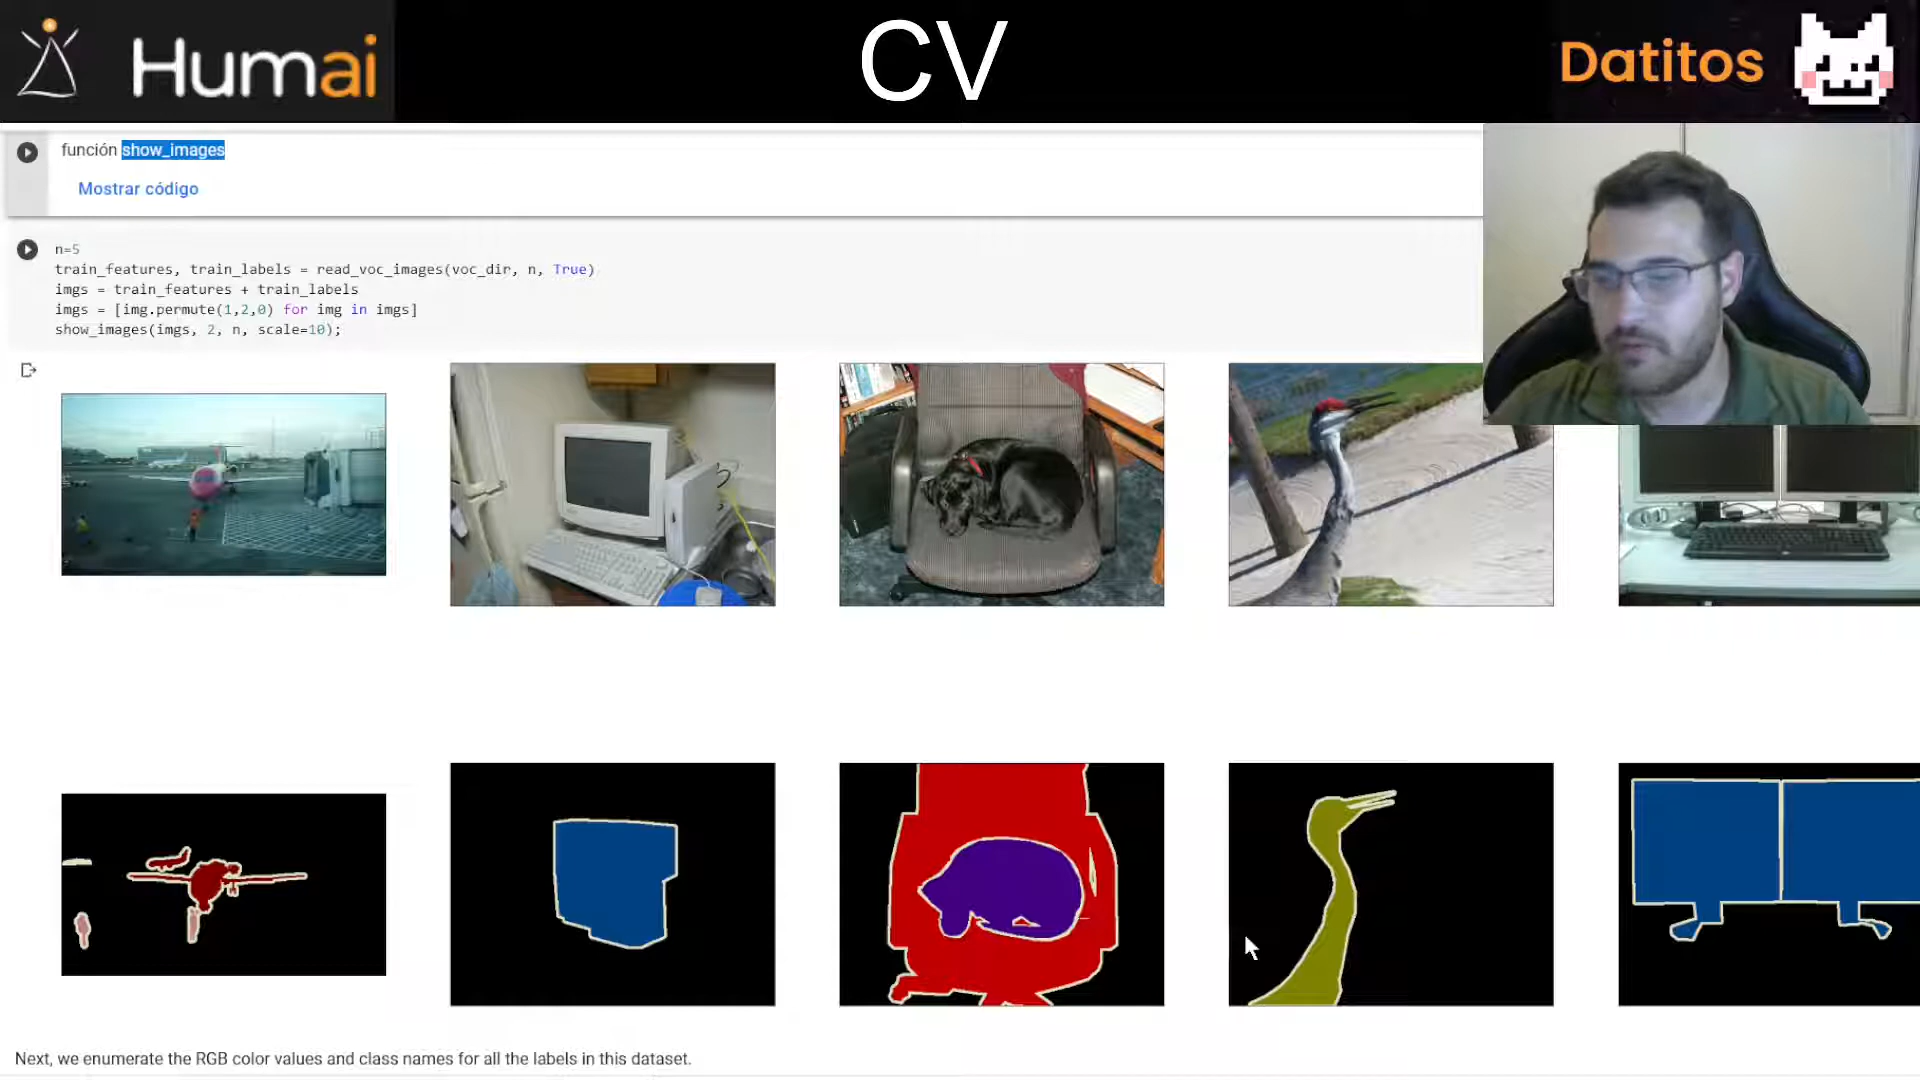 Humai
CV
Datitos
función show_images
Mostrar código
n=5
train_features, train_labels = read_voc_images(voc_dir, n, True)
imgs = train_features + train_labels
imgs = [img.permute(1,2,0) for img in imgs]
show_images(imgs, 2, n, scale=10);
Next, we enumerate the RGB color values and class names for all the labels in this dataset.